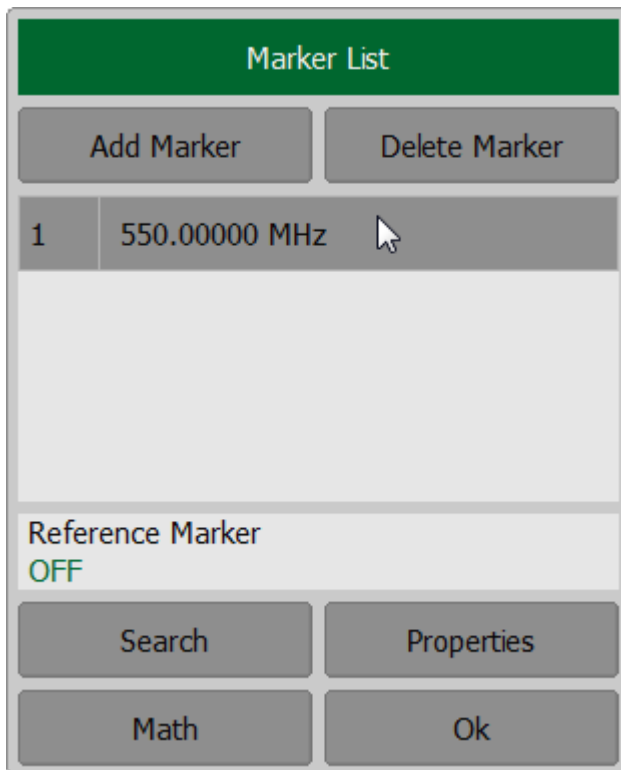 Marker List
Add Marker Delete Marker
1 550.00000 MHz
Reference Marker
OFF
Search Properties
Math Ok